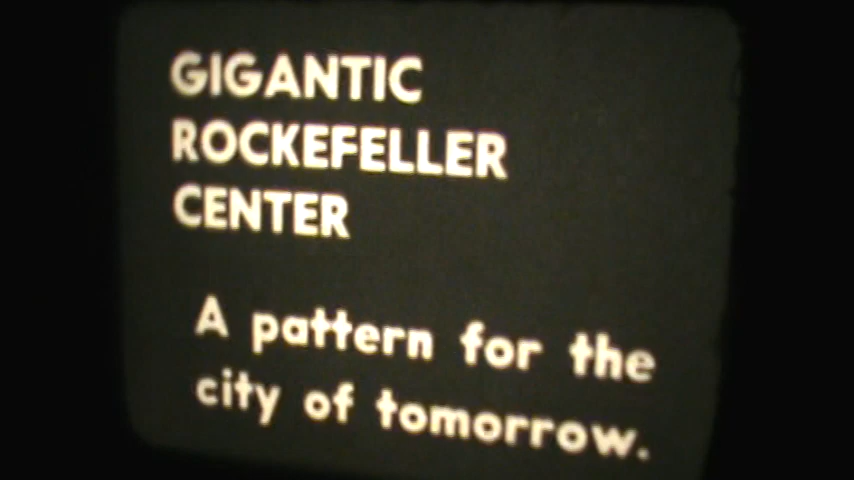 GIGANTIC
ROCKEFELLER
CENTER
A pattern for the
city of tomorrow.